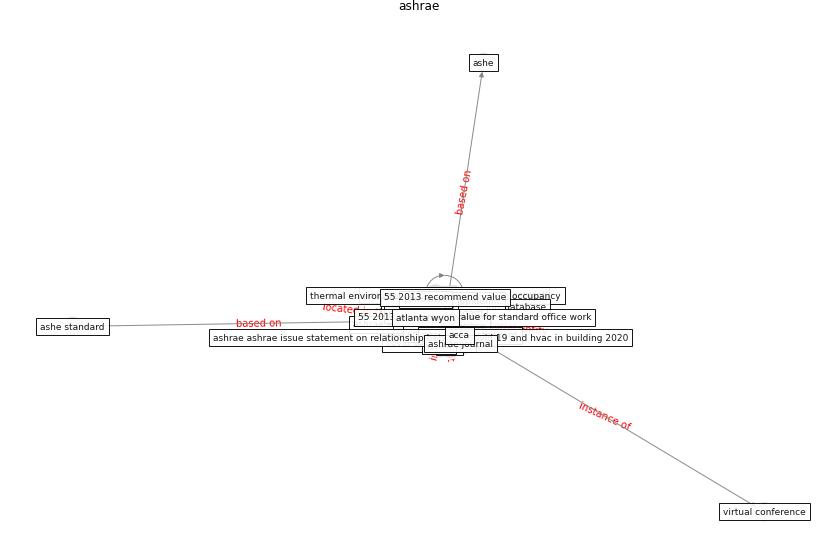 ashrae
ashe
based on
thermal environ
occupancy
55 2013 recommend value
database
located
55 2013
atlanta wyon
alue for standard office work
ashe standard
based on
ashrae ashrae issue statement on relationship
acca
19 and hvac in building 2020
ashrae journal
instance of
virtual conference